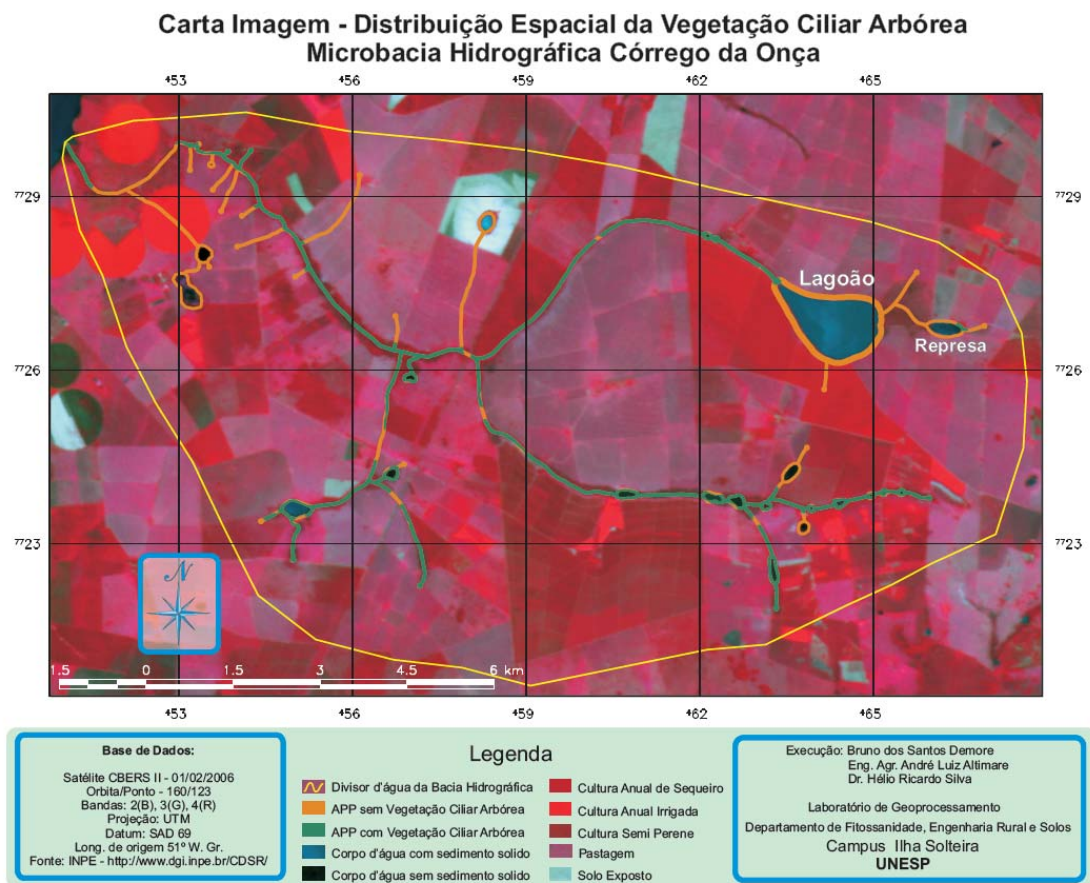 Carta Imagem - Distribuição Espacial da Vegetação Ciliar Arbórea
Microbacia Hidrográfica Córrego da Onça
453
456
459
462
465
7729
7729
Lagoão
Represa
7726
7726
7723
7723
N
1.5
0
1.5
3
4.5
6 km
453
456
459
462
465
Base de Dados:
Satélite CBERS II - 01/02/2006
Orbita/Ponto - 160/123
Bandas: 2(B), 3(G), 4(R)
Projeção: UTM
Datum: SAD 69
Long. de origem 51º W. Gr.
Fonte: INPE - http://www.dgi.inpe.br/CDSR/
Legenda
Divisor d'água da Bacia Hidrográfica
APP sem Vegetação Ciliar Arbórea
APP com Vegetação Ciliar Arbórea
Corpo d'água com sedimento solido
Corpo d'água sem sedimento solido
Cultura Anual de Sequeiro
Cultura Anual Irrigada
Cultura Semi Perene
Pastagem
Solo Exposto
Execução: Bruno dos Santos Demore
Eng. Agr. André Luiz Altimare
Dr. Hélio Ricardo Silva
Laboratório de Geoprocessamento
Departamento de Fitossanidade, Engenharia Rural e Solos
Campus Ilha Solteira
UNESP